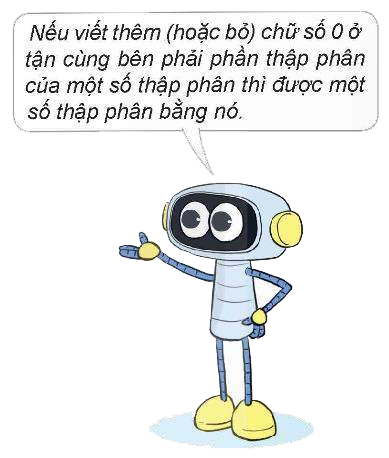 Nếu viết thêm (hoặc bỏ) chữ số 0 ở
tận cùng bên phải phần thập phân
của một số thập phân thì được một
số thập phân bằng nó.